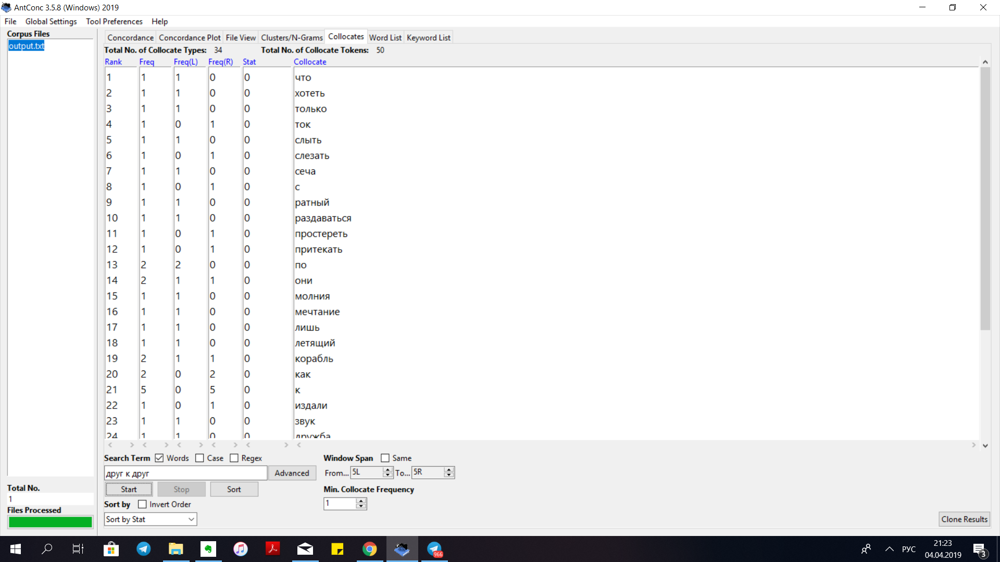 AntConc 3.5.8 (Windows) 2019
File Global Settings Tool Preferences Help
Corpus Files
output.txt
Concordance Concordance Plot File View Clusters/N-Grams Collocates Word List Keyword List
Total No. of Collocate Types: 34 Total No. of Collocate Tokens: 50
Rank Freq Freq(L) Freq(R) Stat Collocate
1 1 1 0 0 что
2 1 1 0 0 хотеть
3 1 1 0 0 только
4 1 0 1 0 ток
5 1 1 0 0 слыть
6 1 0 1 0 слезать
7 1 1 0 0 сеча
8 1 0 1 0 с
9 1 1 0 0 ратный
10 1 1 0 0 раздаваться
11 1 0 1 0 простереть
12 1 0 1 0 притекать
13 2 2 0 0 по
14 2 1 1 0 они
15 1 1 0 0 молния
16 1 1 0 0 мечтание
17 1 1 0 0 лишь
18 1 1 0 0 летящий
19 2 1 1 0 корабль
20 2 0 2 0 как
21 5 0 5 0 к
22 1 0 1 0 издали
23 1 1 0 0 звук
24 1 1 0 0 дружба
Search Term Words Case Regex Window Span Same
друг к друг Advanced From... 5L To... 5R
Start Stop Sort Min. Collocate Frequency
Total No.
1
Sort by Invert Order 1
Files Processed
Sort by Stat Clone Results
966 РУС 21:23
04.04.2019 3